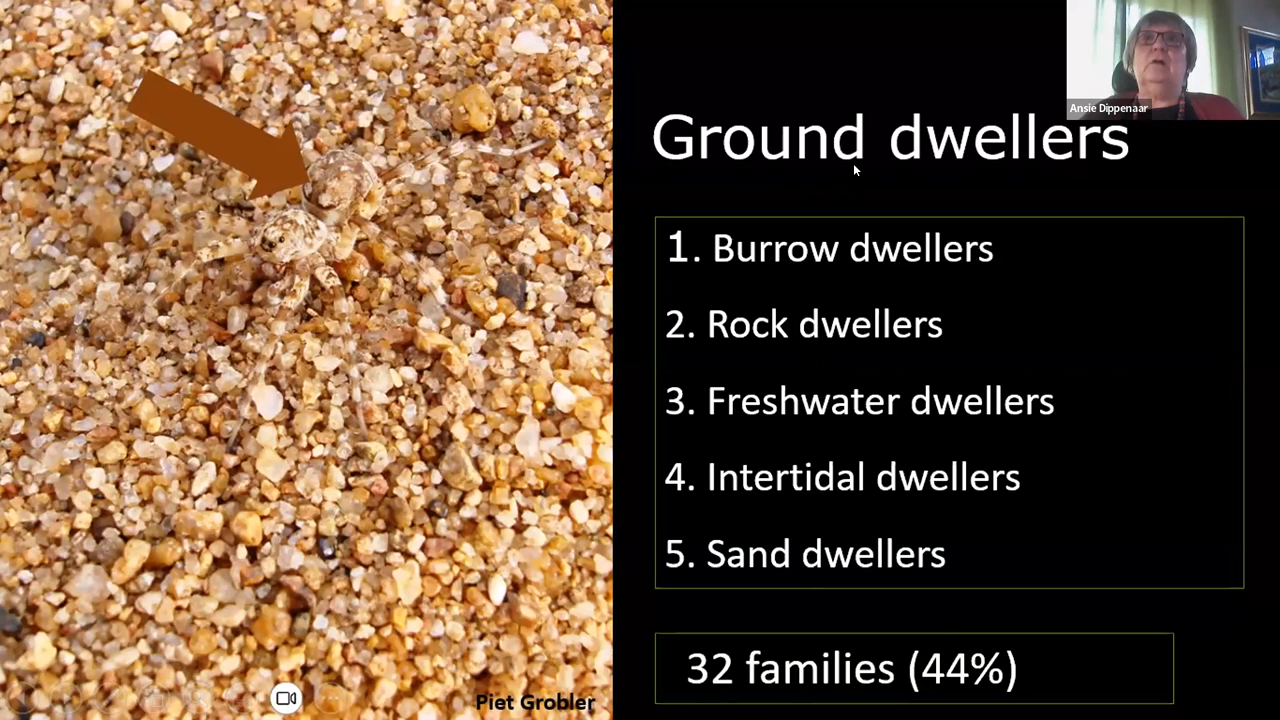 Ansie Dippenaar
Ground dwellers
1. Burrow dwellers
2. Rock dwellers
3. Freshwater dwellers
4. Intertidal dwellers
5. Sand dwellers
32 families (44%)
Piet Grobler